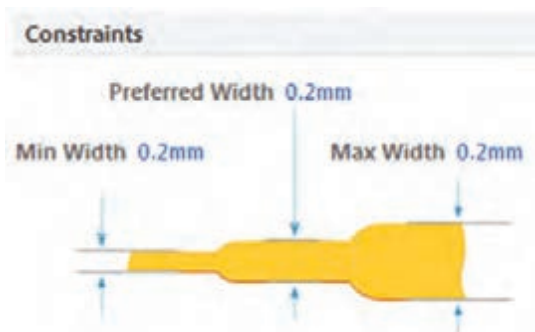 Constraints
Preferred Width 0.2mm
Min Width 0.2mm
Max Width 0.2mm